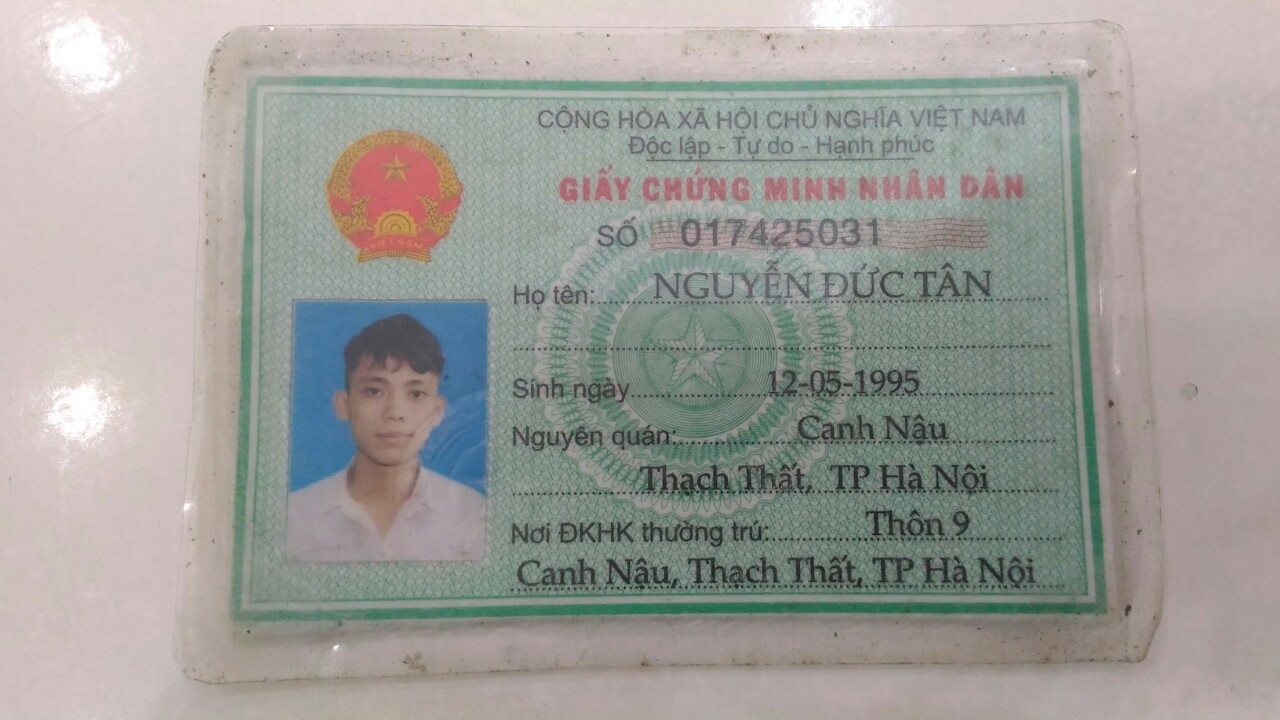 CỘNG HÒA XÃ HỘI CHỦ NGHĨA VIỆT NAM
Độc lập - Tự do - Hạnh phúc
GIẤY CHỨNG MINH NHÂN DÂN
SỐ 017425031
VIỆT NAM
Họ tên: NGUYỄN ĐỨC TÂN
Sinh ngày 12-05-1995
Nguyên quán: Canh Nậu
Thạch Thất, TP Hà Nội
Nơi ĐKHK thường trú: Thôn 9
Canh Nậu, Thạch Thất, TP Hà Nội